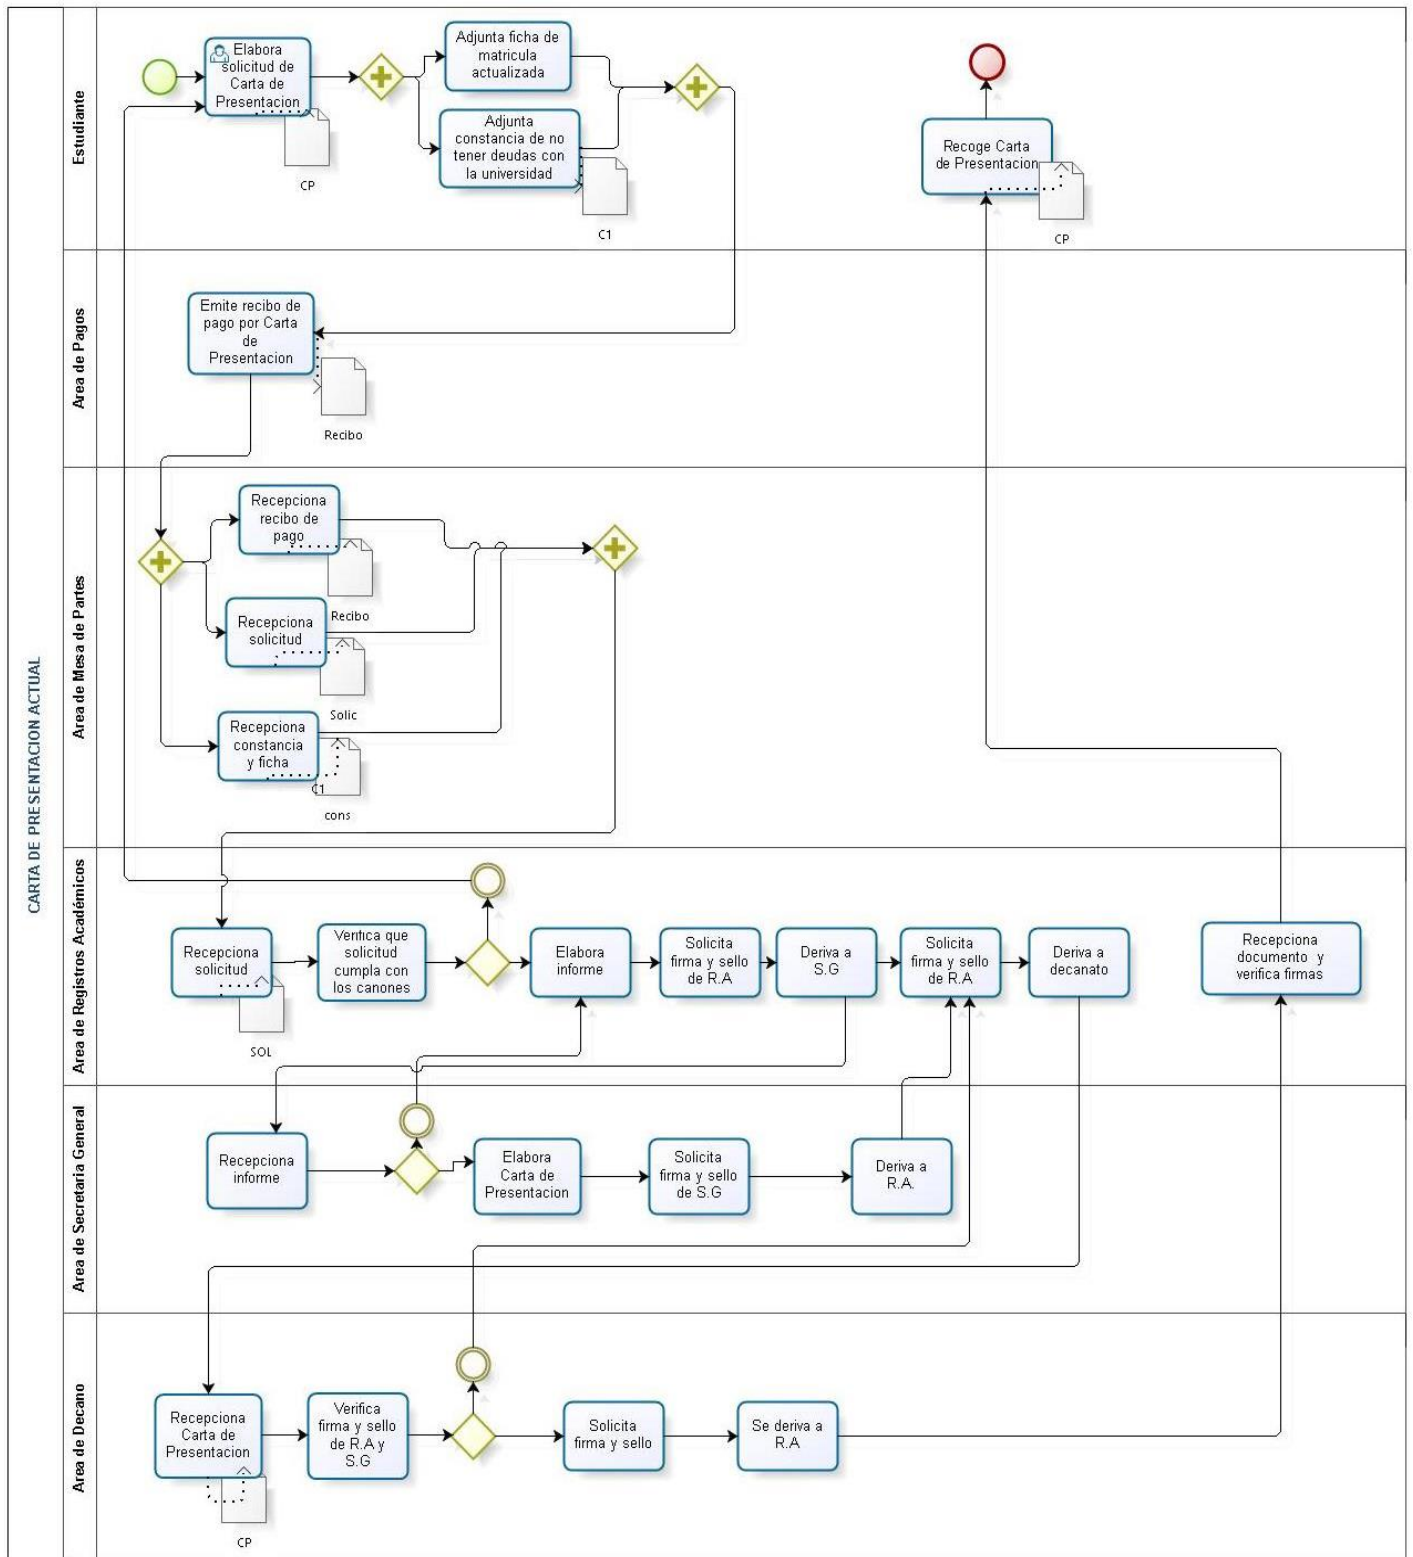 CARTA DE PRESENTACION ACTUAL
Estudiante
Elabora
solicitud de
Carta de
Presentacion
CP
Adjunta ficha de
matricula
actualizada
Adjunta
constancia de no
tener deudas con
la universidad
C1
Recoge Carta
de Presentacion
CP
Area de Pagos
Emite recibo de
pago por Carta
de
Presentacion
Recibo
Area de Mesa de Partes
Recepciona
recibo de
pago
Recibo
Recepciona
solicitud
Solic
Recepciona
constancia
y ficha
C1
cons
Area de Registros Académicos
Recepciona
solicitud
SOL
Verifica que
solicitud
cumpla con
los canones
Elabora
informe
Solicita
firma y sello
de R.A
Deriva a
S.G
Solicita
firma y sello
de R.A
Deriva a
decanato
Recepciona
documento y
verifica firmas
Area de Secretaria General
Recepciona
informe
Elabora
Carta de
Presentacion
Solicita
firma y sello
de S.G
Deriva a
R.A.
Area de Decano
Recepciona
Carta de
Presentacion
CP
Verifica
firma y sello
de R.A y
S.G
Solicita
firma y sello
Se deriva a
R.A